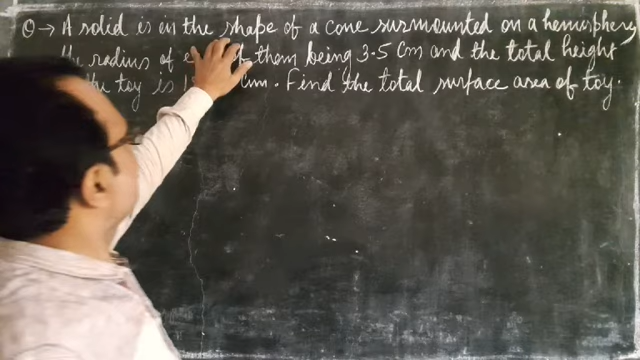 Q → A solid is in the shape of a cone surmounted on a hemisphere
the radius of of them being 3.5 cm and the total height
the toy is cm. Find the total surface area of toy.